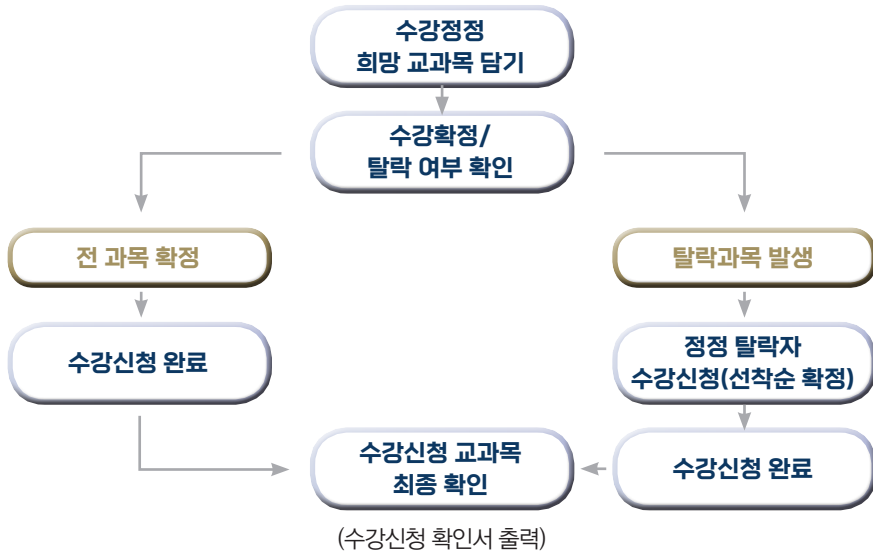 수강정정
희망 교과목 담기
수강확정/
탈락 여부 확인
전 과목 확정
탈락과목 발생
수강신청 완료
정정 탈락자
수강신청(선착순 확정)
수강신청 교과목
최종 확인
수강신청 완료
(수강신청 확인서 출력)